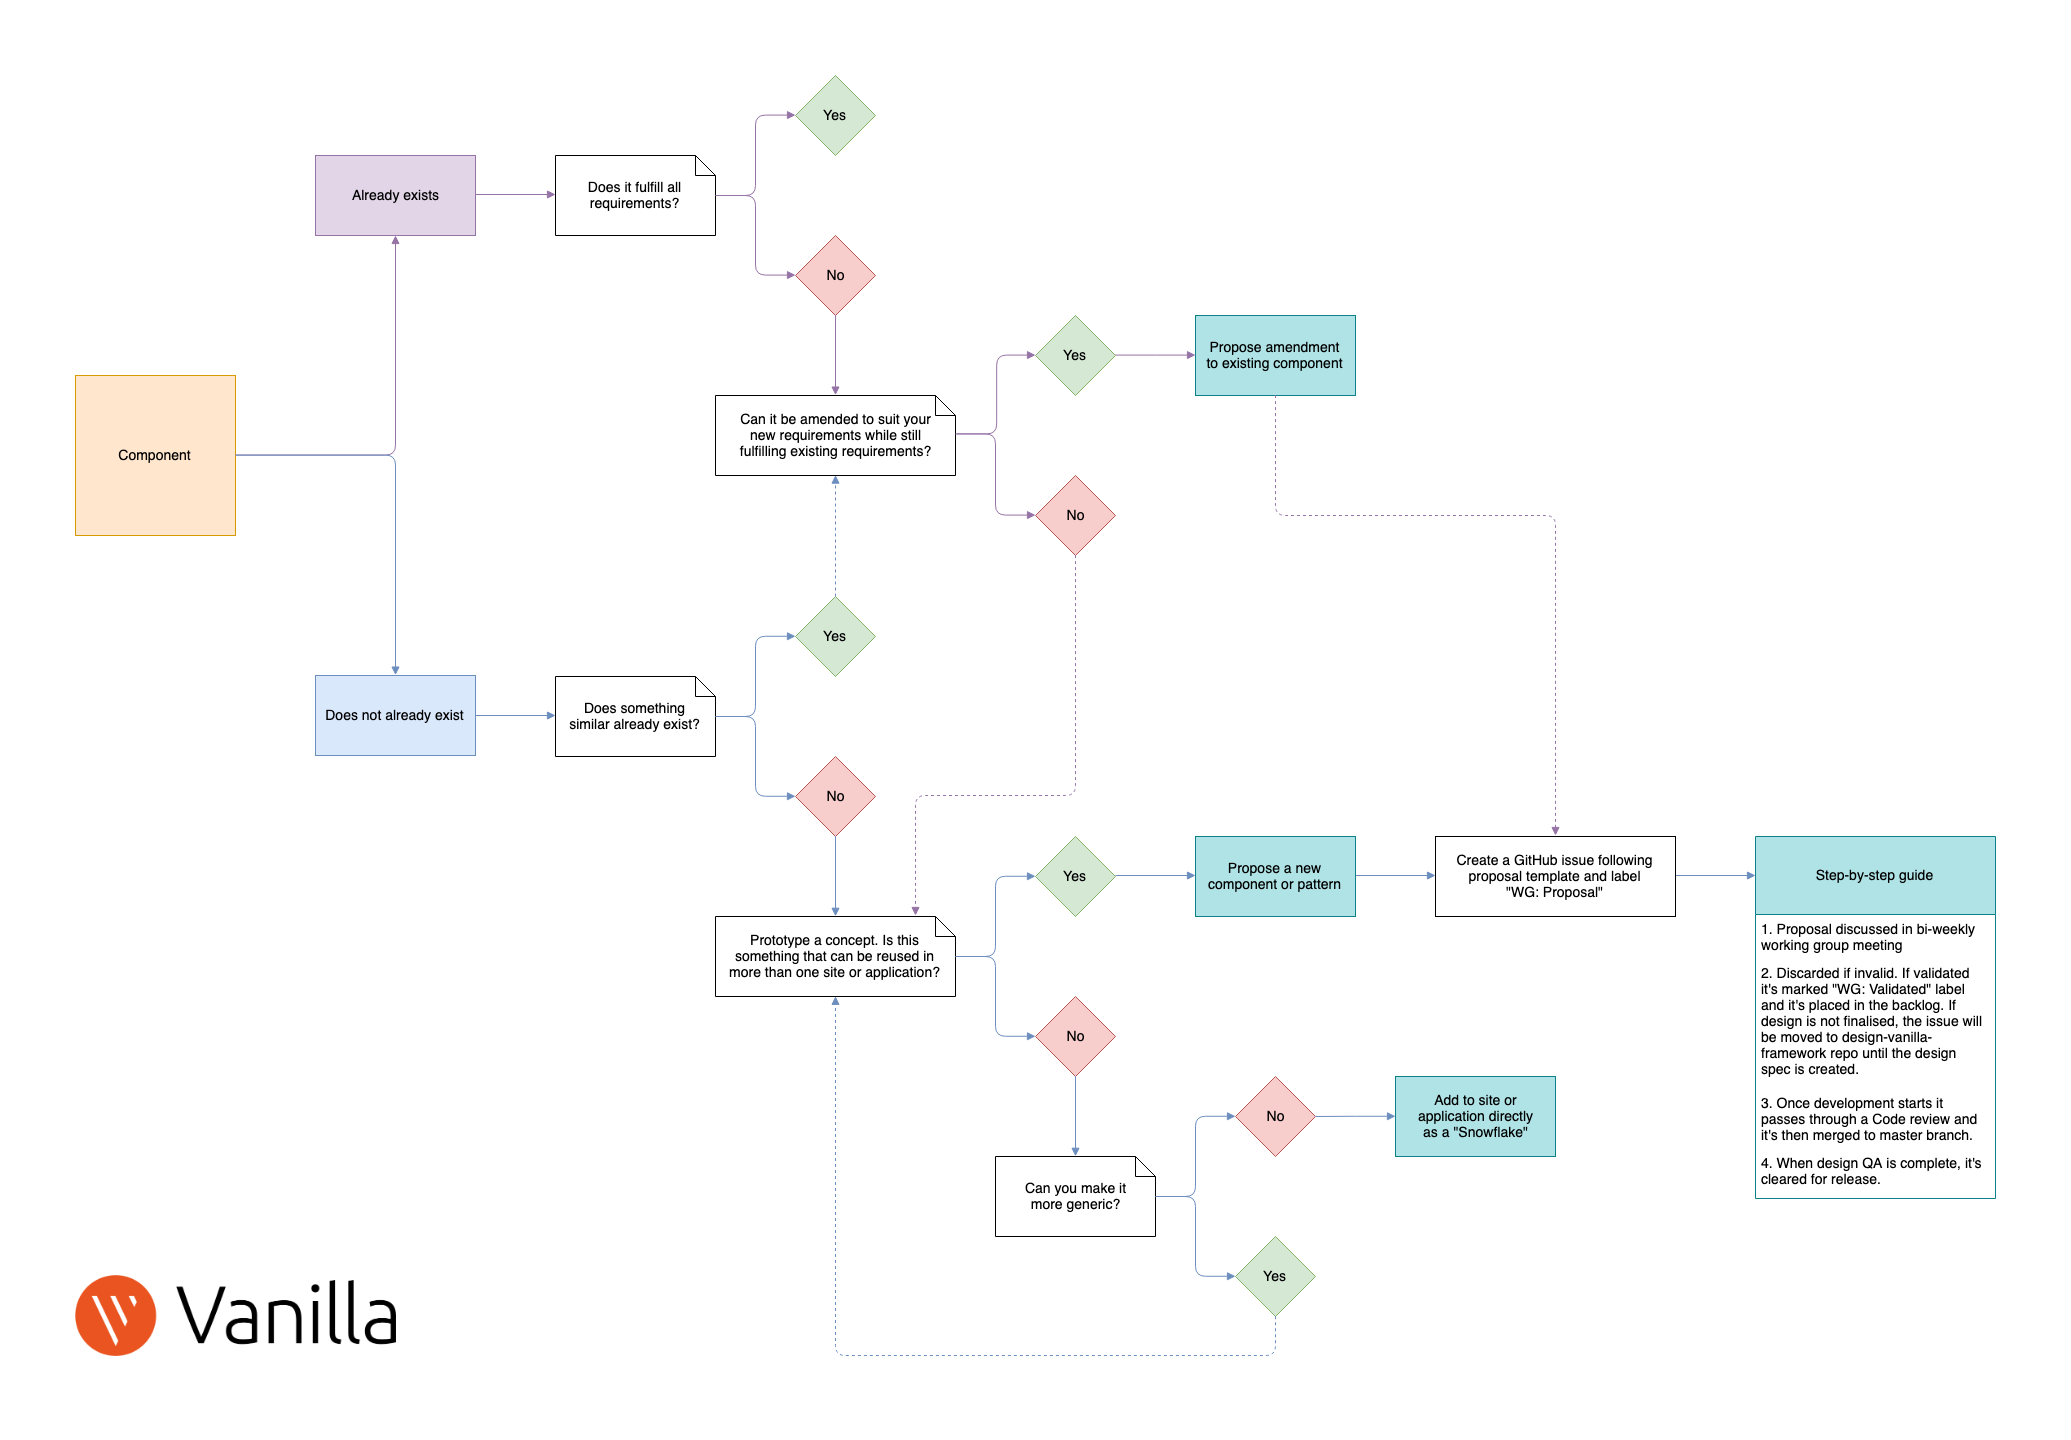 Yes
Already exists
Does it fulfill all
requirements?
No
Propose amendment
to existing component
Yes
Can it be amended to suit your
new requirements while still
fulfilling existing requirements?
Component
No
Yes
Does not already exist
Does something
similar already exist?
No
Yes
Propose a new
component or pattern
Create a GitHub issue following
proposal template and label
"WG: Proposal"
Step-by-step guide
1. Proposal discussed in bi-weekly
working group meeting
2. Discarded if invalid. If validated
it's marked "WG: Validated" label
and it's placed in the backlog. If
design is not finalised, the issue will
be moved to design-vanilla-
framework repo until the design
spec is created.
3. Once development starts it
passes through a Code review and
it's then merged to master branch.
4. When design QA is complete, it's
cleared for release.
Prototype a concept. Is this
something that can be reused in
more than one site or application?
No
No
Add to site or
application directly
as a "Snowflake"
Can you make it
more generic?
Yes
Vanilla